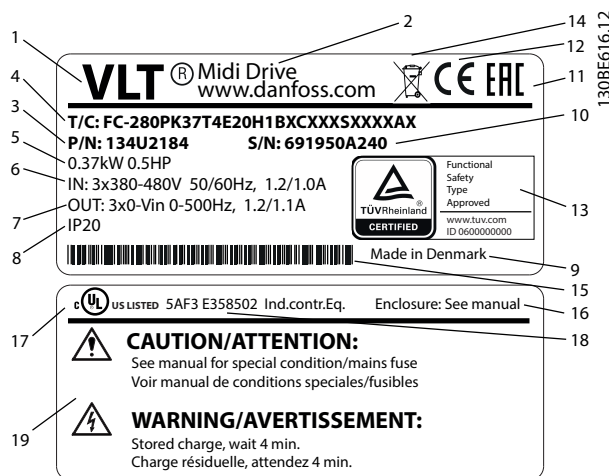 1
2
14
12
11
130BE616.12
VLT ® Midi Drive
www.danfoss.com
CE EAC
4
T/C: FC-280PK37T4E20H1BXCXXXSXXXXAX
3
P/N: 134U2184 S/N: 691950A240
10
5
0.37kW 0.5HP
6
IN: 3x380-480V 50/60Hz, 1.2/1.0A
7
OUT: 3x0-Vin 0-500Hz, 1.2/1.1A
8
IP20
TÜVRheinland ®
CERTIFIED
Functional
Safety
Type
Approved
www.tuv.com
ID 0600000000
13
Made in Denmark
9
15
c UL US LISTED 5AF3 E358502 Ind.contr.Eq. Enclosure: See manual
16
17
18
CAUTION/ATTENTION:
See manual for special condition/mains fuse
Voir manual de conditions speciales/fusibles
19
WARNING/AVERTISSEMENT:
Stored charge, wait 4 min.
Charge résiduelle, attendez 4 min.